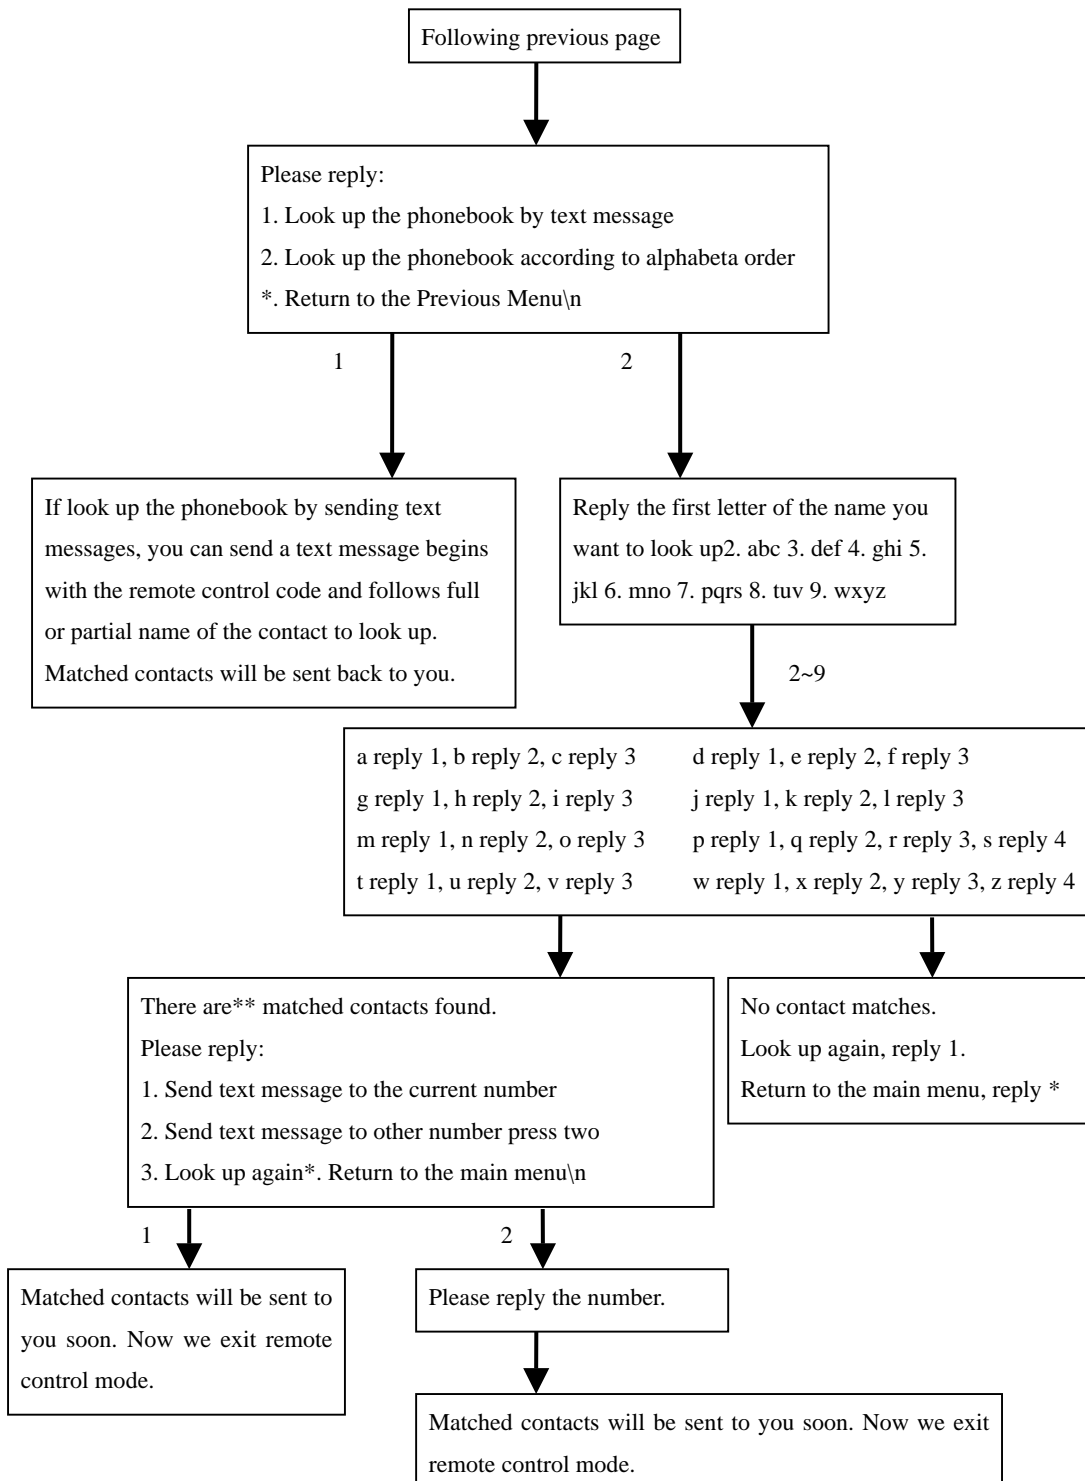 Following previous page
Please reply:
1. Look up the phonebook by text message
2. Look up the phonebook according to alphabeta order
*. Return to the Previous Menu\n
1
2
If look up the phonebook by sending text
messages, you can send a text message begins
with the remote control code and follows full
or partial name of the contact to look up.
Matched contacts will be sent back to you.
Reply the first letter of the name you
want to look up2. abc 3. def 4. ghi 5.
jkl 6. mno 7. pqrs 8. tuv 9. wxyz
2~9
a reply 1, b reply 2, c reply 3 d reply 1, e reply 2, f reply 3
g reply 1, h reply 2, i reply 3 j reply 1, k reply 2, l reply 3
m reply 1, n reply 2, o reply 3 p reply 1, q reply 2, r reply 3, s reply 4
t reply 1, u reply 2, v reply 3 w reply 1, x reply 2, y reply 3, z reply 4
There are** matched contacts found.
Please reply:
1. Send text message to the current number
2. Send text message to other number press two
3. Look up again*. Return to the main menu\n
No contact matches.
Look up again, reply 1.
Return to the main menu, reply *
1
2
Matched contacts will be sent to
you soon. Now we exit remote
control mode.
Please reply the number.
Matched contacts will be sent to you soon. Now we exit
remote control mode.